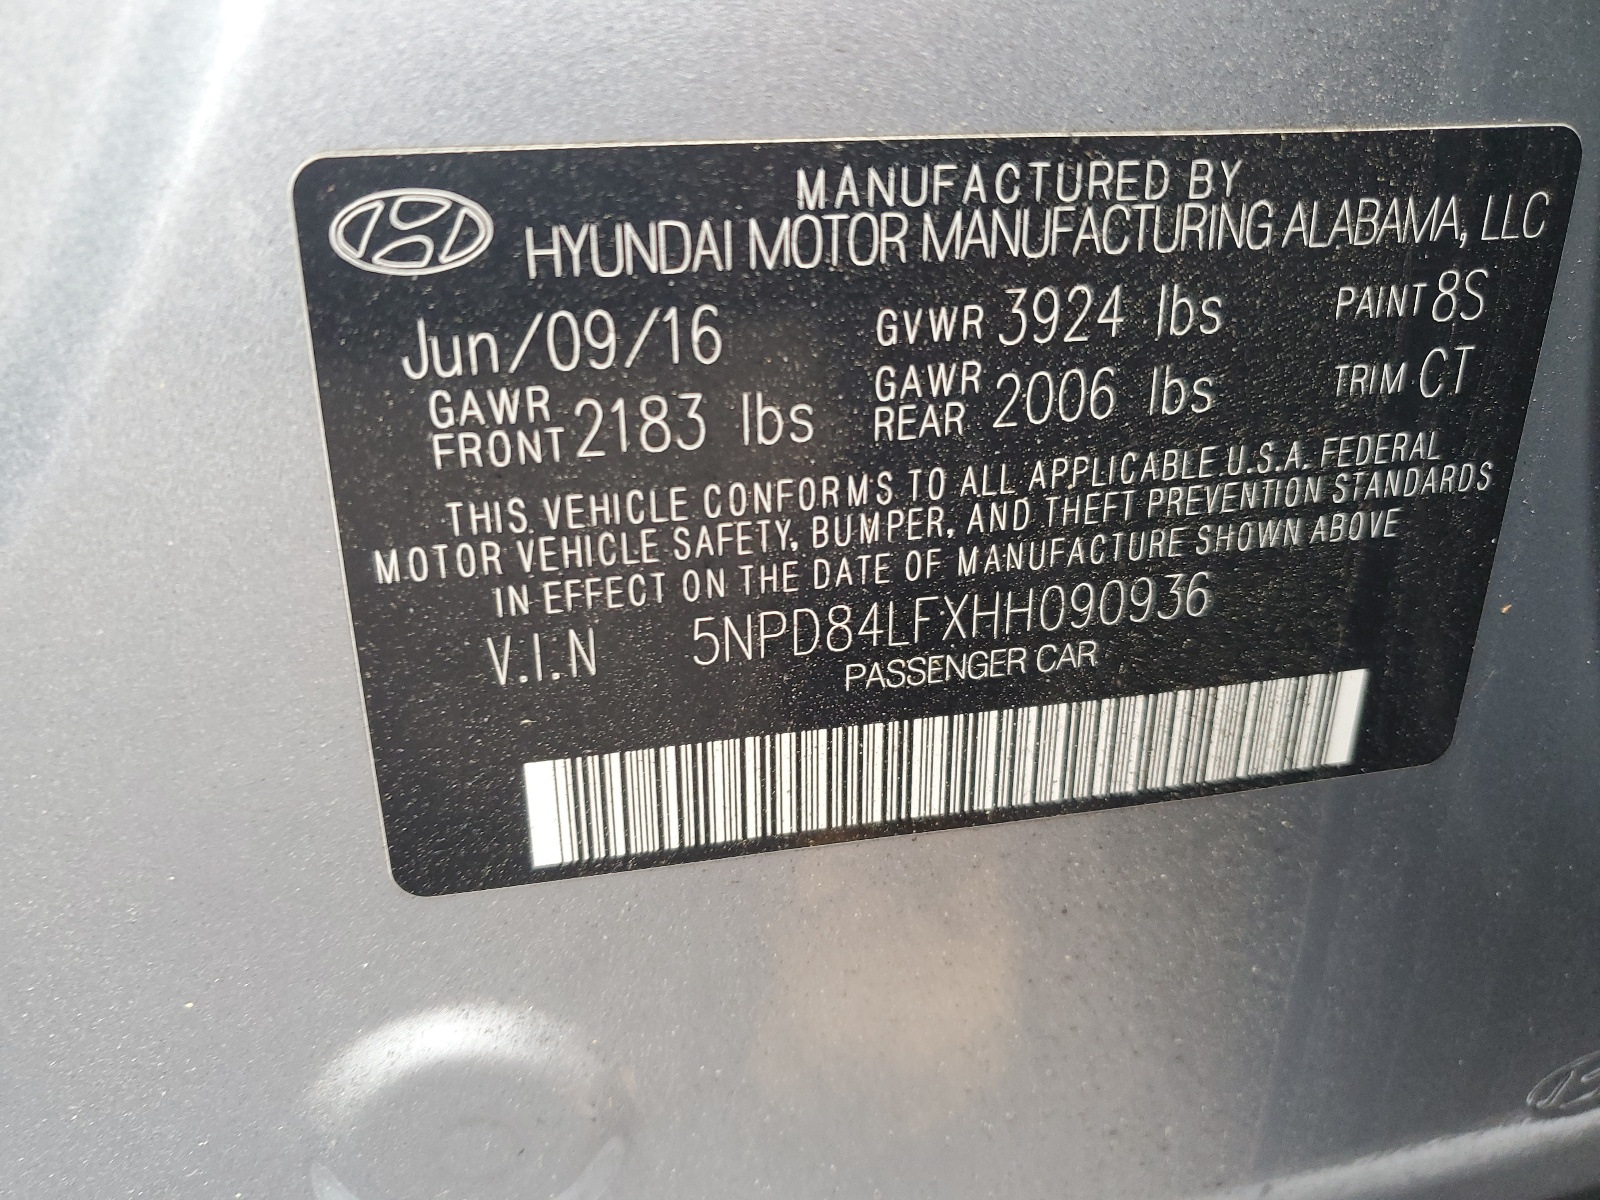 MANUFACTURED BY
HYUNDAI MOTOR MANUFACTURING ALABAMA, LLC
Jun/09/16 GVWR 3924 lbs PAINT 8S
GAWR FRONT 2183 lbs GAWR REAR 2006 lbs TRIM CT
THIS VEHICLE CONFORMS TO ALL APPLICABLE U.S.A. FEDERAL
MOTOR VEHICLE SAFETY, BUMPER, AND THEFT PREVENTION STANDARDS
IN EFFECT ON THE DATE OF MANUFACTURE SHOWN ABOVE
V.I.N 5NPD84LFXHH090936
PASSENGER CAR